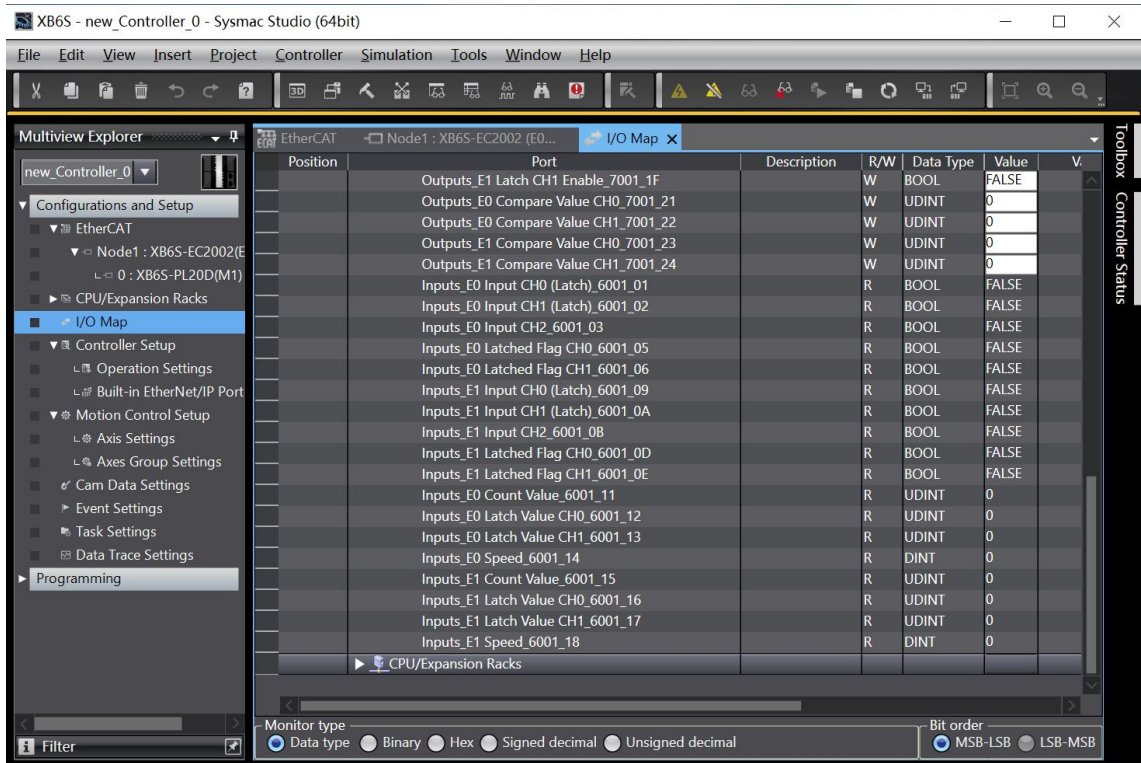 XB6S - new_Controller_0 - Sysmac Studio (64bit)
File Edit View Insert Project Controller Simulation Tools Window Help
Multiview Explorer
new_Controller_0
Configurations and Setup
EtherCAT
Node1 : XB6S-EC2002(E
0 : XB6S-PL20D(M1)
CPU/Expansion Racks
I/O Map
Controller Setup
Operation Settings
Built-in EtherNet/IP Port
Motion Control Setup
Axis Settings
Axes Group Settings
Cam Data Settings
Event Settings
Task Settings
Data Trace Settings
Programming
Filter
EtherCAT Node1 : XB6S-EC2002 (E0... I/O Map
Position Port Description R/W Data Type Value V.
Outputs_E1 Latch CH1 Enable_7001_1F W BOOL FALSE
Outputs_E0 Compare Value CH0_7001_21 W UDINT 0
Outputs_E0 Compare Value CH1_7001_22 W UDINT 0
Outputs_E1 Compare Value CH0_7001_23 W UDINT 0
Outputs_E1 Compare Value CH1_7001_24 W UDINT 0
Inputs_E0 Input CH0 (Latch)_6001_01 R BOOL FALSE
Inputs_E0 Input CH1 (Latch)_6001_02 R BOOL FALSE
Inputs_E0 Input CH2_6001_03 R BOOL FALSE
Inputs_E0 Latched Flag CH0_6001_05 R BOOL FALSE
Inputs_E0 Latched Flag CH1_6001_06 R BOOL FALSE
Inputs_E1 Input CH0 (Latch)_6001_09 R BOOL FALSE
Inputs_E1 Input CH1 (Latch)_6001_0A R BOOL FALSE
Inputs_E1 Input CH2_6001_0B R BOOL FALSE
Inputs_E1 Latched Flag CH0_6001_0D R BOOL FALSE
Inputs_E1 Latched Flag CH1_6001_0E R BOOL FALSE
Inputs_E0 Count Value_6001_11 R UDINT 0
Inputs_E0 Latch Value CH0_6001_12 R UDINT 0
Inputs_E0 Latch Value CH1_6001_13 R UDINT 0
Inputs_E0 Speed_6001_14 R DINT 0
Inputs_E1 Count Value_6001_15 R UDINT 0
Inputs_E1 Latch Value CH0_6001_16 R UDINT 0
Inputs_E1 Latch Value CH1_6001_17 R UDINT 0
Inputs_E1 Speed_6001_18 R DINT 0
CPU/Expansion Racks
Monitor type
Data type Binary Hex Signed decimal Unsigned decimal
Bit order
MSB-LSB LSB-MSB
Toolbox
Controller Status